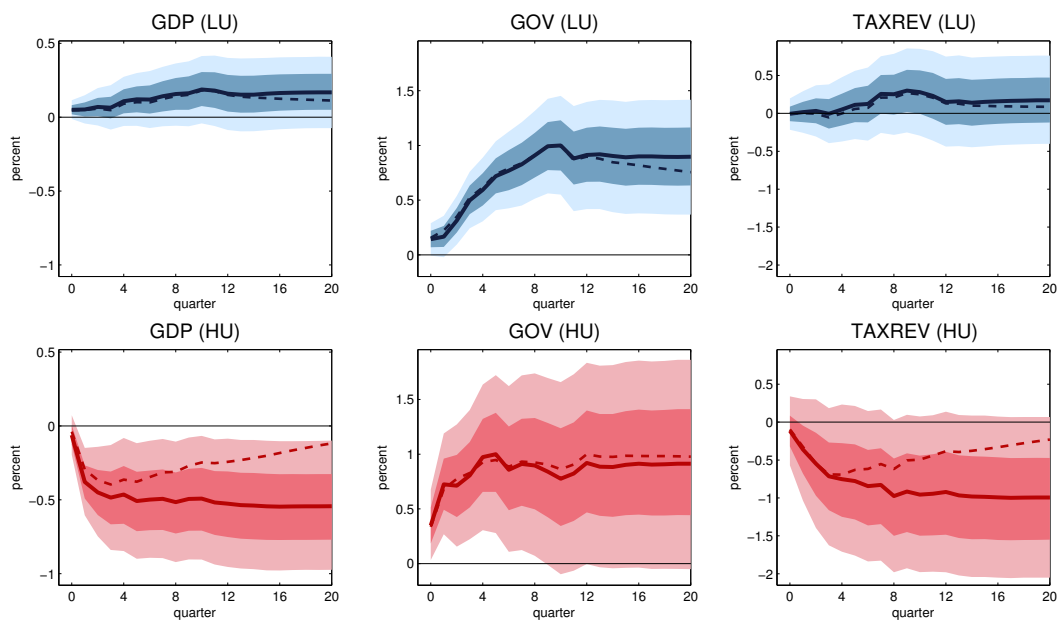 GDP (LU)
GOV (LU)
TAXREV (LU)
0.5
0
−0.5
−1
percent
0 4 8 12 16 20
quarter
1.5
1
0.5
0
percent
0 4 8 12 16 20
quarter
0.5
0
−0.5
−1
−1.5
−2
percent
0 4 8 12 16 20
quarter
GDP (HU)
GOV (HU)
TAXREV (HU)
0.5
0
−0.5
−1
percent
0 4 8 12 16 20
quarter
1.5
1
0.5
0
percent
0 4 8 12 16 20
quarter
0.5
0
−0.5
−1
−1.5
−2
percent
0 4 8 12 16 20
quarter